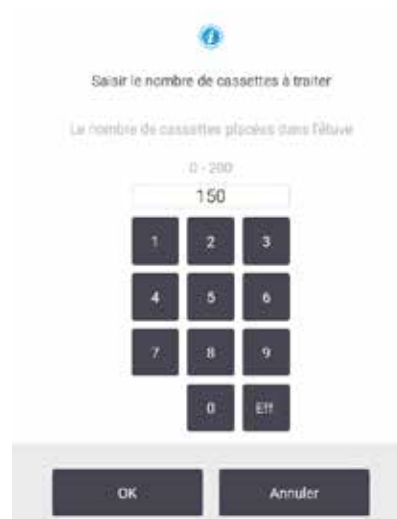 Saisir le nombre de cassettes à traiter
Le nombre de cassettes placées dans l'étuve
0 - 200
150
1 2 3
4 5 6
7 8 9
0 Eff
OK Annuler